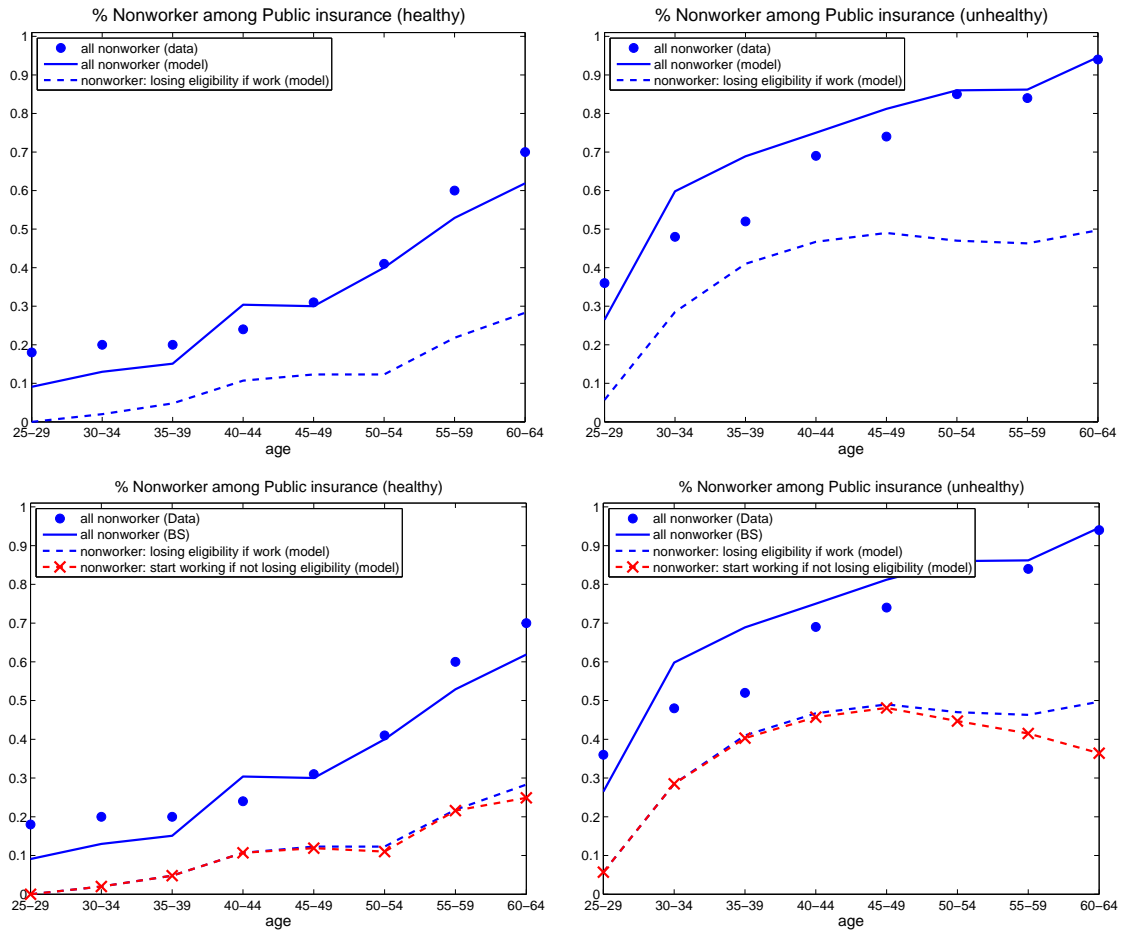 % Nonworker among Public insurance (healthy)
1
0.9
0.8
0.7
0.6
0.5
0.4
0.3
0.2
0.1
0
all nonworker (data)
all nonworker (model)
nonworker: losing eligibility if work (model)
25–29 30–34 35–39 40–44 45–49 50–54 55–59 60–64
age
% Nonworker among Public insurance (unhealthy)
1
0.9
0.8
0.7
0.6
0.5
0.4
0.3
0.2
0.1
0
all nonworker (data)
all nonworker (model)
nonworker: losing eligibility if work (model)
25–29 30–34 35–39 40–44 45–49 50–54 55–59 60–64
age
% Nonworker among Public insurance (healthy)
1
0.9
0.8
0.7
0.6
0.5
0.4
0.3
0.2
0.1
0
all nonworker (Data)
all nonworker (BS)
nonworker: losing eligibility if work (model)
nonworker: start working if not losing eligibility (model)
25–29 30–34 35–39 40–44 45–49 50–54 55–59 60–64
age
% Nonworker among Public insurance (unhealthy)
1
0.9
0.8
0.7
0.6
0.5
0.4
0.3
0.2
0.1
0
all nonworker (Data)
all nonworker (BS)
nonworker: losing eligibility if work (model)
nonworker: start working if not losing eligibility (model)
25–29 30–34 35–39 40–44 45–49 50–54 55–59 60–64
age